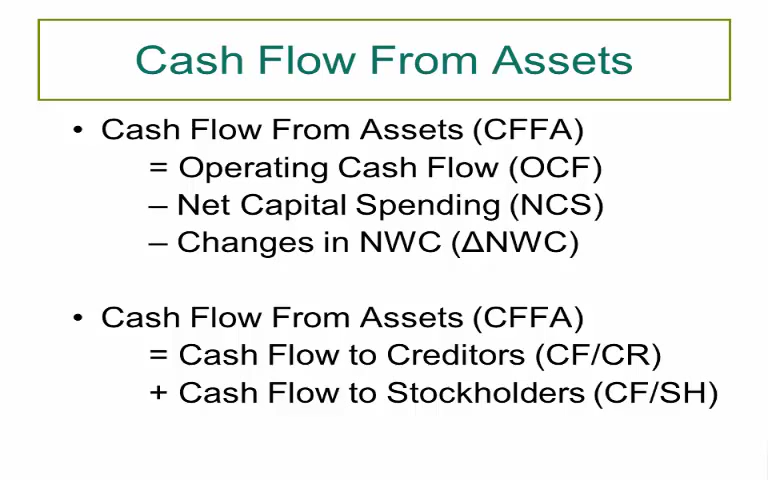 Cash Flow From Assets
• Cash Flow From Assets (CFFA)
= Operating Cash Flow (OCF)
– Net Capital Spending (NCS)
– Changes in NWC (ΔNWC)
• Cash Flow From Assets (CFFA)
= Cash Flow to Creditors (CF/CR)
+ Cash Flow to Stockholders (CF/SH)